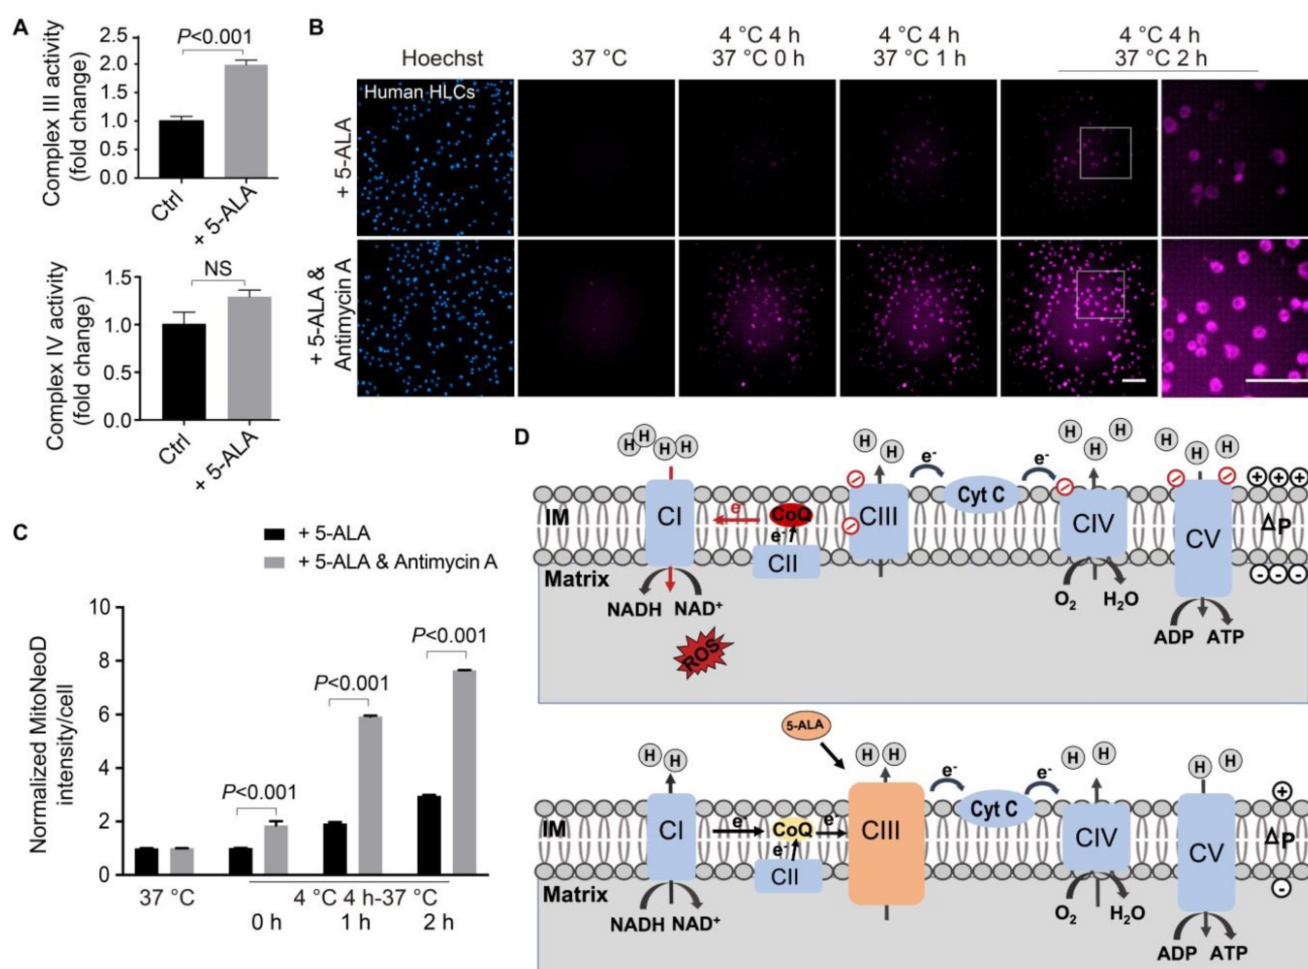 A
Complex III activity
(fold change)
P<0.001
2.5
2.0
1.5
1.0
0.5
0.0
Ctrl
+ 5-ALA
Complex IV activity
(fold change)
NS
1.5
1.0
0.5
0.0
Ctrl
+ 5-ALA
B
Hoechst
37 °C
4 °C 4 h
37 °C 0 h
4 °C 4 h
37 °C 1 h
4 °C 4 h
37 °C 2 h
Human HLCs
+ 5-ALA
+ 5-ALA &
Antimycin A
C
+ 5-ALA
+ 5-ALA & Antimycin A
Normalized MitoNeoD
intensity/cell
10
8
6
4
2
0
P<0.001
P<0.001
P<0.001
37 °C
4 °C 4 h-37 °C
0 h
1 h
2 h
D
H H H H
H H
H H H
H H H
e-
e-
Cyt C
+ + +
IM
CI
e-
CoQ
CIII
CIV
CV
ΔP
e-
CII
- - -
Matrix
NADH
NAD+
O2
H2O
ADP
ATP
ROS
5-ALA
H H
H H
H H
H H
e-
e-
Cyt C
+
IM
CI
e-
CoQ
e-
CIII
CIV
CV
ΔP
e-
CII
-
Matrix
NADH
NAD+
O2
H2O
ADP
ATP